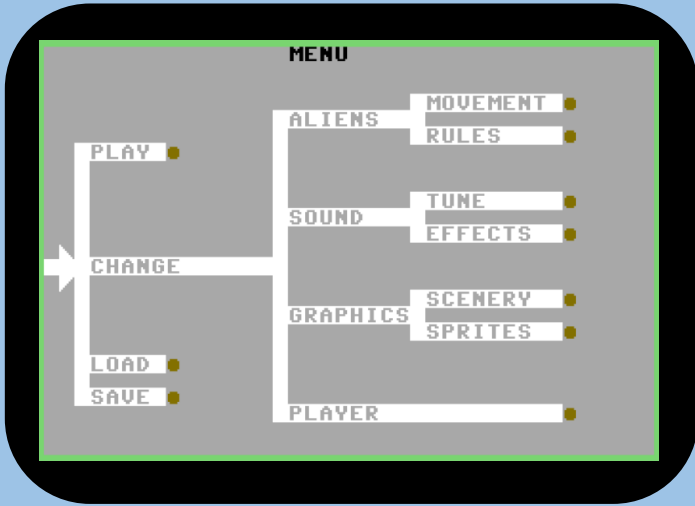 MENU
MOVEMENT
ALIENS
RULES
PLAY
TUNE
SOUND
EFFECTS
CHANGE
SCENERY
GRAPHICS
SPRITES
LOAD
SAVE
PLAYER